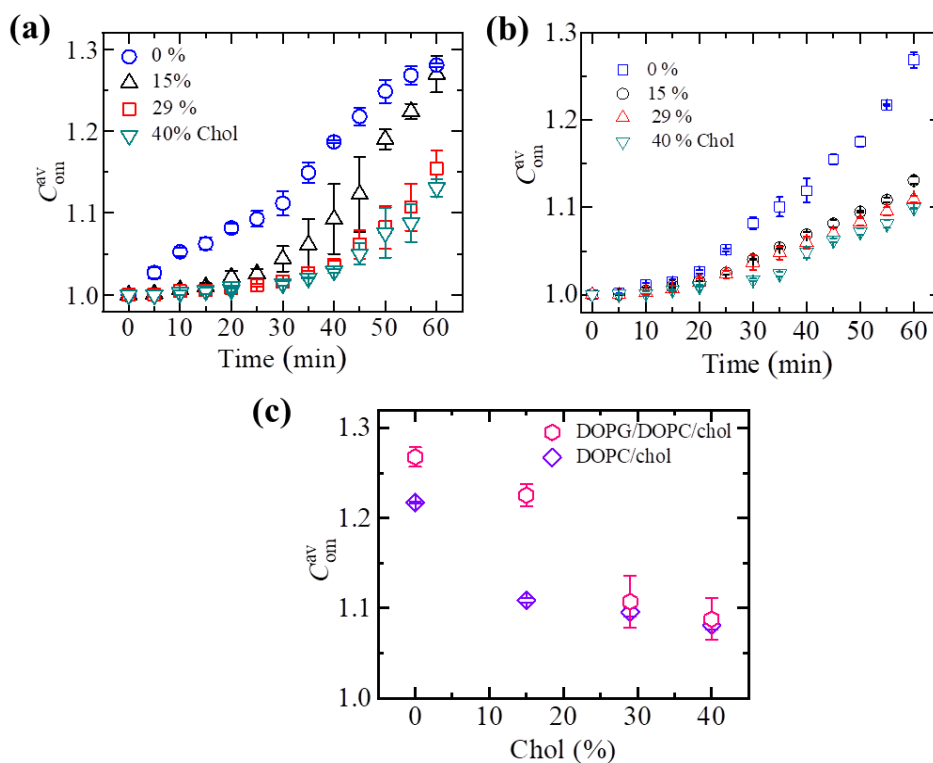 (a)
C_om^av
1.3
1.2
1.1
1.0
0 %
15%
29 %
40% Chol
0 10 20 30 40 50 60
Time (min)
(b)
C_om^av
1.3
1.2
1.1
1.0
0 %
15 %
29 %
40 % Chol
0 10 20 30 40 50 60
Time (min)
(c)
C_om^av
1.3
1.2
1.1
1.0
DOPG/DOPC/chol
DOPC/chol
0 10 20 30 40
Chol (%)